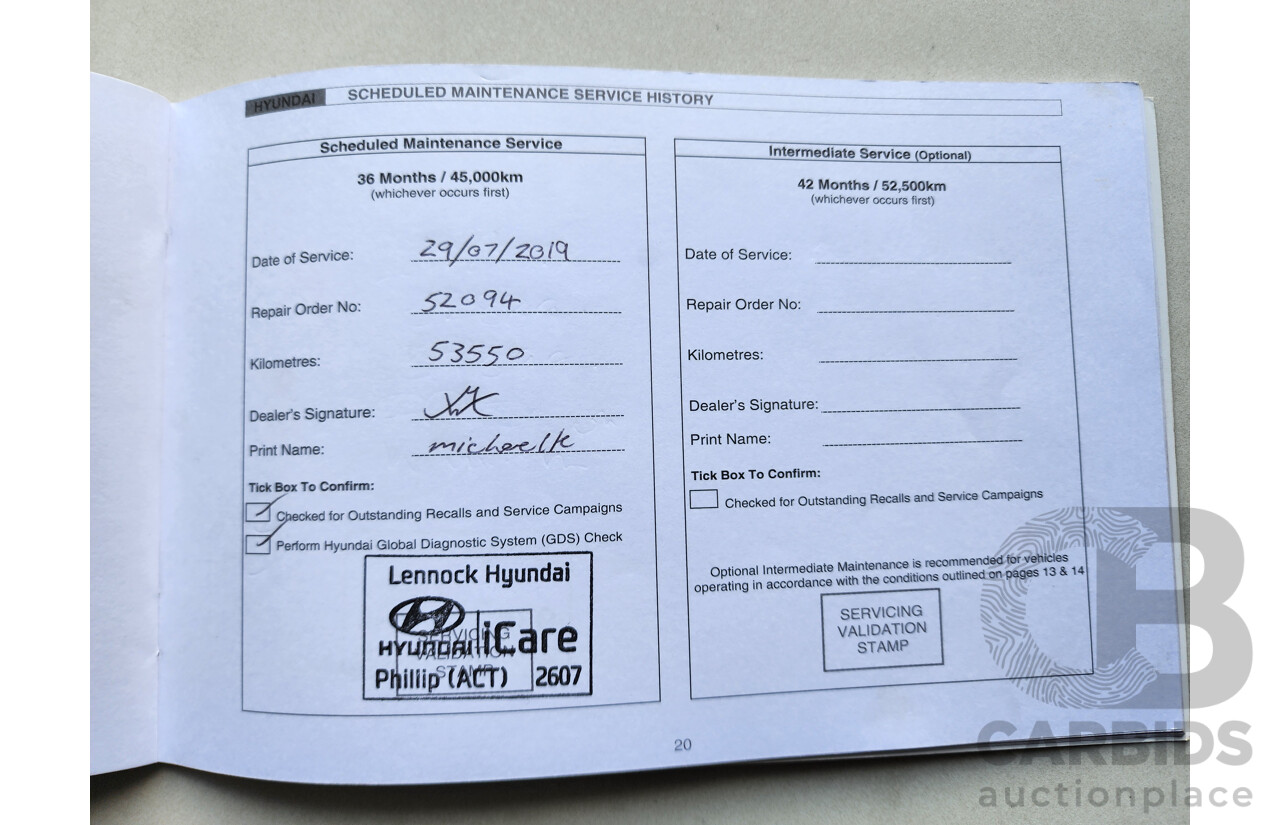 HYUNDAI SCHEDULED MAINTENANCE SERVICE HISTORY
Scheduled Maintenance Service
36 Months / 45,000km
(whichever occurs first)
Date of Service: 29/07/2019
Repair Order No: 52094
Kilometres: 53550
Dealer's Signature:
Print Name:
Tick Box To Confirm:
Checked for Outstanding Recalls and Service Campaigns
Perform Hyundai Global Diagnostic System (GDS) Check
Lennock Hyundai
HYUNDAI iCare
Phillip (ACT) 2607
SERVICING
VALIDATION
STAMP
Intermediate Service (Optional)
42 Months / 52,500km
(whichever occurs first)
Date of Service:
Repair Order No:
Kilometres:
Dealer's Signature:
Print Name:
Tick Box To Confirm:
Checked for Outstanding Recalls and Service Campaigns
Optional Intermediate Maintenance is recommended for vehicles
operating in accordance with the conditions outlined on pages 13 & 14
SERVICING
VALIDATION
STAMP
20
CB
CARBIDS
auctionplace